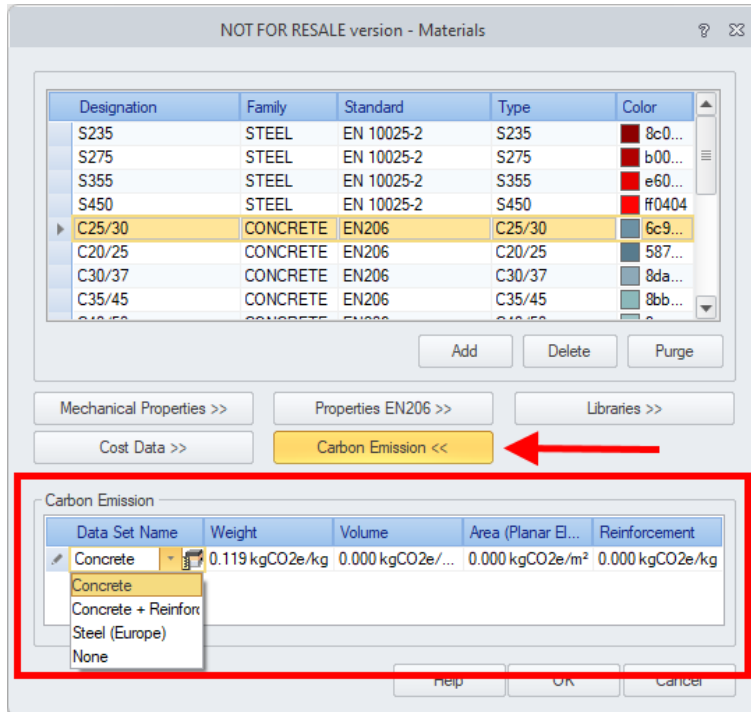 NOT FOR RESALE version - Materials
Designation Family Standard Type Color
S235 STEEL EN 10025-2 S235 8c0...
S275 STEEL EN 10025-2 S275 b00...
S355 STEEL EN 10025-2 S355 e60...
S450 STEEL EN 10025-2 S450 ff0404
C25/30 CONCRETE EN206 C25/30 6c9...
C20/25 CONCRETE EN206 C20/25 587...
C30/37 CONCRETE EN206 C30/37 8da...
C35/45 CONCRETE EN206 C35/45 8bb...
Add Delete Purge
Mechanical Properties >> Properties EN206 >> Libraries >>
Cost Data >> Carbon Emission <<
Carbon Emission
Data Set Name Weight Volume Area (Planar El... Reinforcement
Concrete 0.119 kgCO2e/kg 0.000 kgCO2e/... 0.000 kgCO2e/m² 0.000 kgCO2e/kg
Concrete
Concrete + Reinforc
Steel (Europe)
None
Help OK Cancel